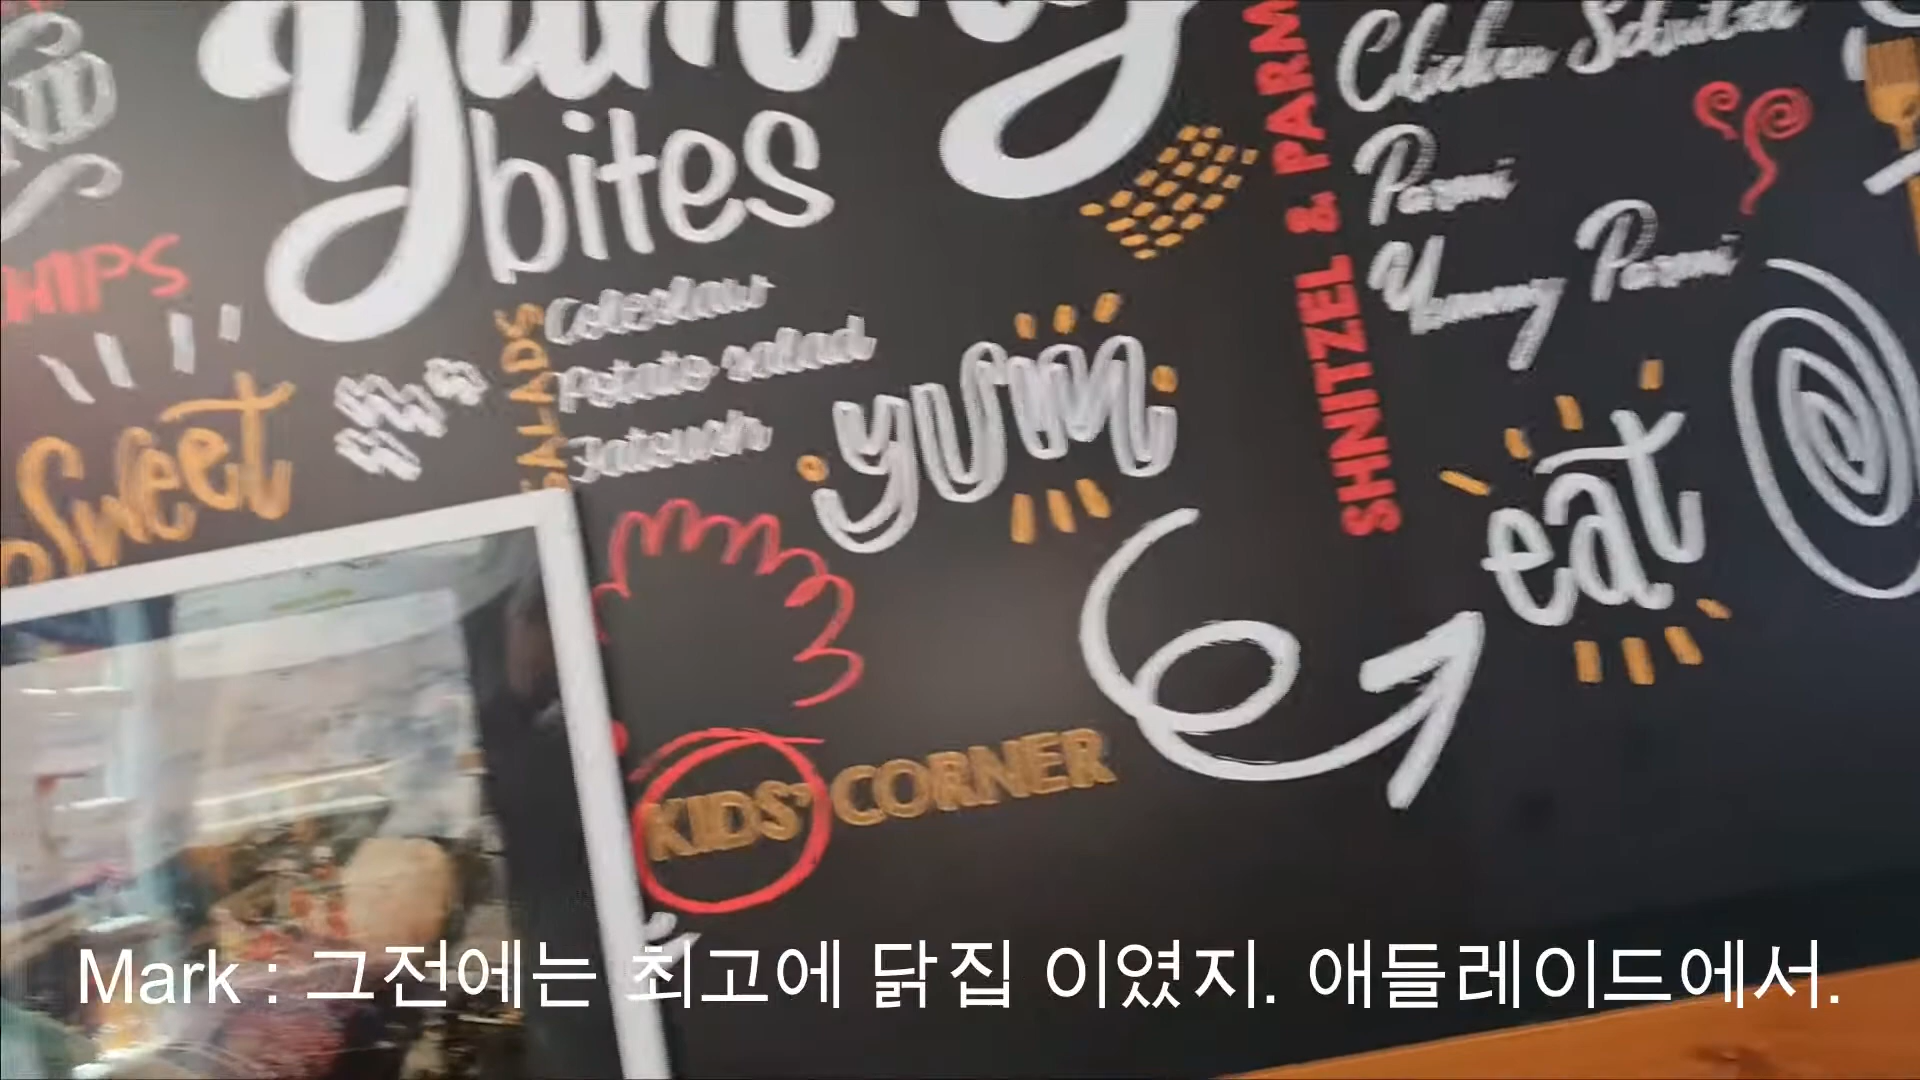 yummy
bites
HIPS
Sweet
SALADS
Coleslaw
Potato salad
Fatoush
yum
SHNITZEL & PARM
Chicken Schnitzel
Parmi
Yummy Parmi
eat
KIDS' CORNER
Mark : 그전에는 최고에 닭집 이였지. 애들레이드에서.